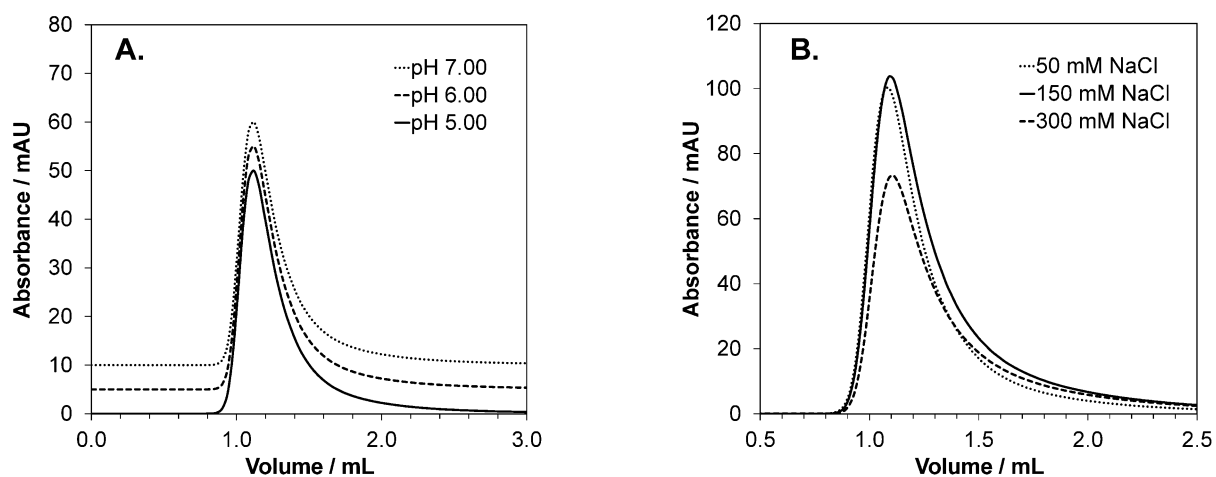 A.
pH 7.00
pH 6.00
pH 5.00
Absorbance / mAU
80
70
60
50
40
30
20
10
0
0.0 1.0 2.0 3.0
Volume / mL
B.
50 mM NaCl
150 mM NaCl
300 mM NaCl
Absorbance / mAU
120
100
80
60
40
20
0
0.5 1.0 1.5 2.0 2.5
Volume / mL